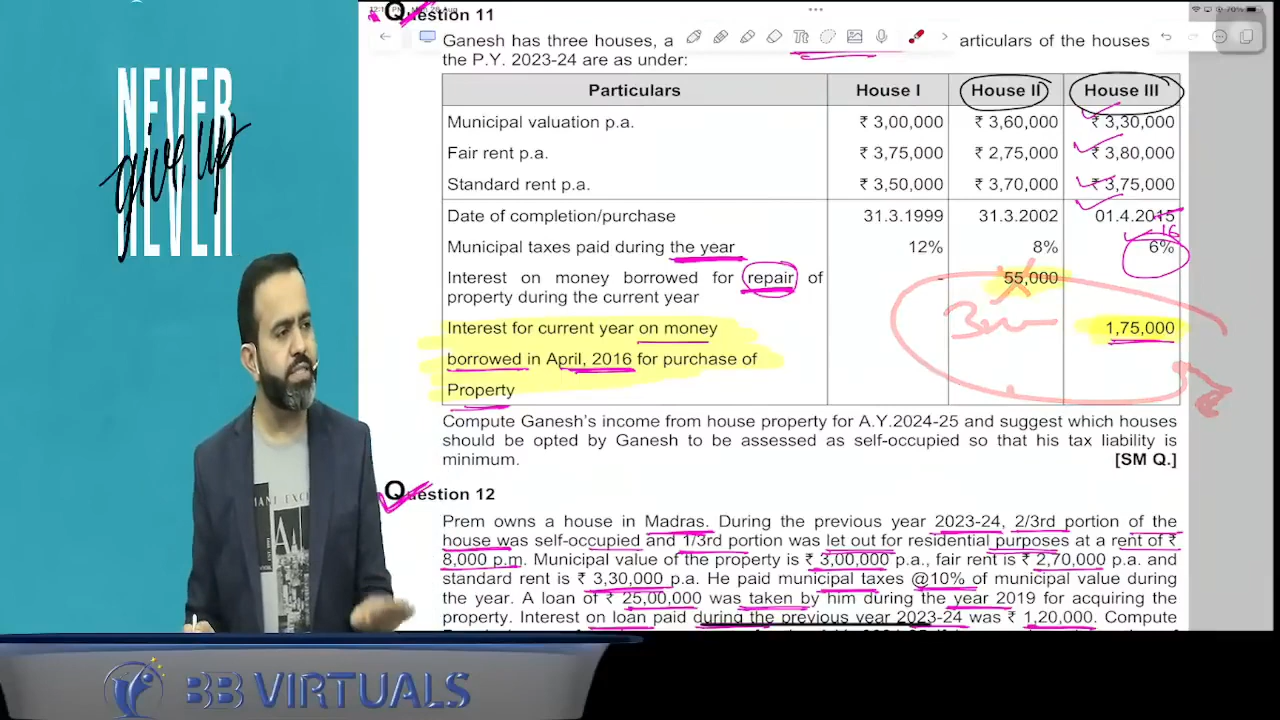 NEVER
give up
NEVER
Question 11
Ganesh has three houses, a articulars of the houses
the P.Y. 2023-24 are as under:
Particulars House I House II House III
Municipal valuation p.a. ₹ 3,00,000 ₹ 3,60,000 ₹ 3,30,000
Fair rent p.a. ₹ 3,75,000 ₹ 2,75,000 ₹ 3,80,000
Standard rent p.a. ₹ 3,50,000 ₹ 3,70,000 ₹ 3,75,000
Date of completion/purchase 31.3.1999 31.3.2002 01.4.2015
16
Municipal taxes paid during the year 12% 8% 6%
Interest on money borrowed for repair of - 55,000
property during the current year
Interest for current year on money 1,75,000
borrowed in April, 2016 for purchase of
Property
Compute Ganesh's income from house property for A.Y.2024-25 and suggest which houses
should be opted by Ganesh to be assessed as self-occupied so that his tax liability is
minimum. [SM Q.]
Question 12
Prem owns a house in Madras. During the previous year 2023-24, 2/3rd portion of the
house was self-occupied and 1/3rd portion was let out for residential purposes at a rent of ₹
8,000 p.m. Municipal value of the property is ₹ 3,00,000 p.a., fair rent is ₹ 2,70,000 p.a. and
standard rent is ₹ 3,30,000 p.a. He paid municipal taxes @10% of municipal value during
the year. A loan of ₹ 25,00,000 was taken by him during the year 2019 for acquiring the
property. Interest on loan paid during the previous year 2023-24 was ₹ 1,20,000. Compute
BB VIRTUALS